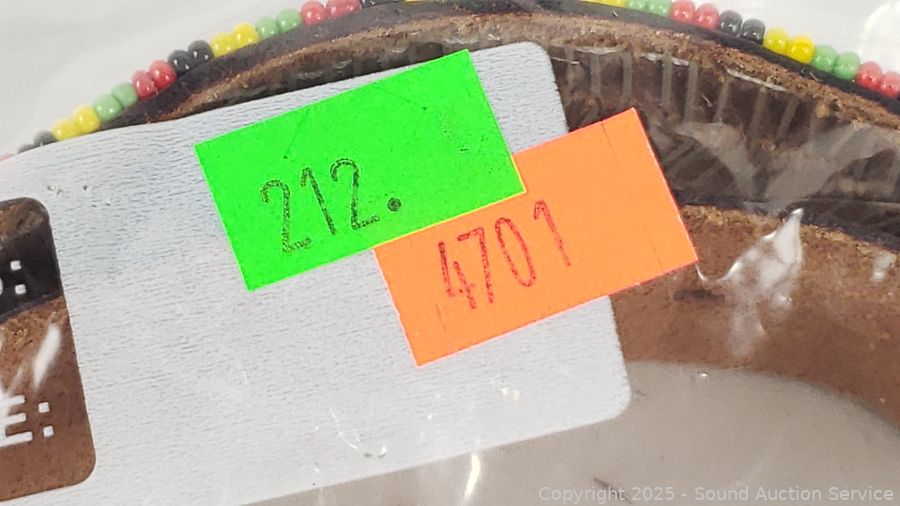 212.
4701
:
E:
Copyright © 2025 - Sound Auction Service